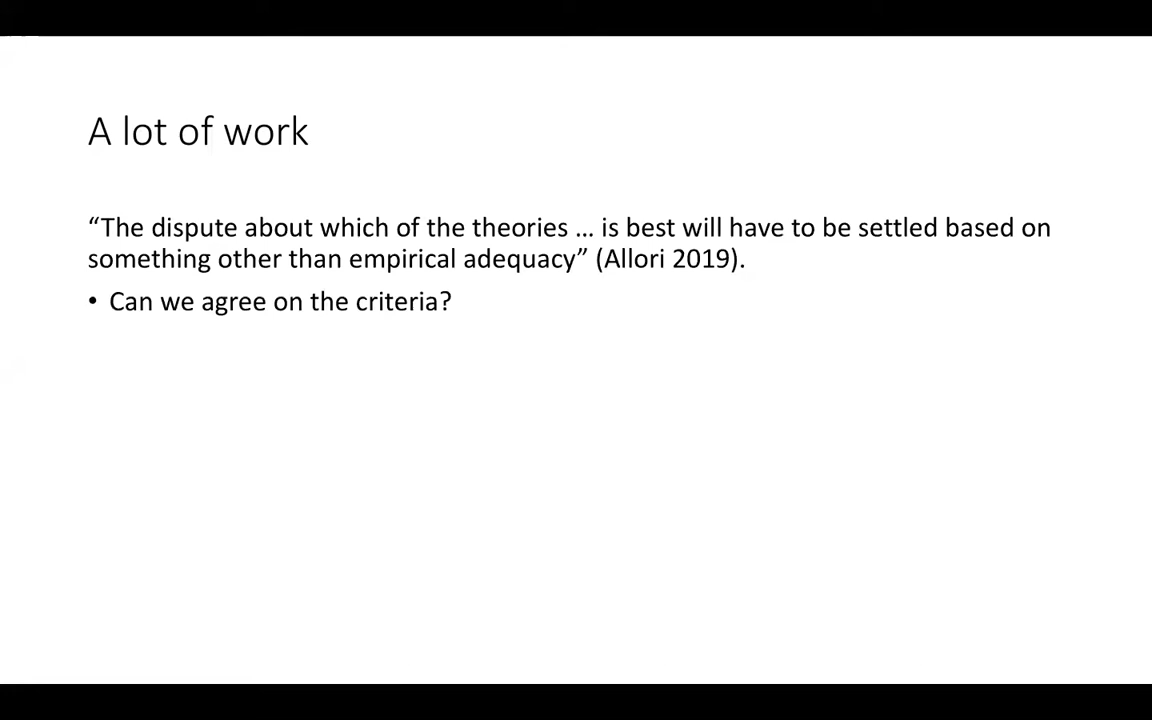 A lot of work
“The dispute about which of the theories … is best will have to be settled based on
something other than empirical adequacy” (Allori 2019).
• Can we agree on the criteria?